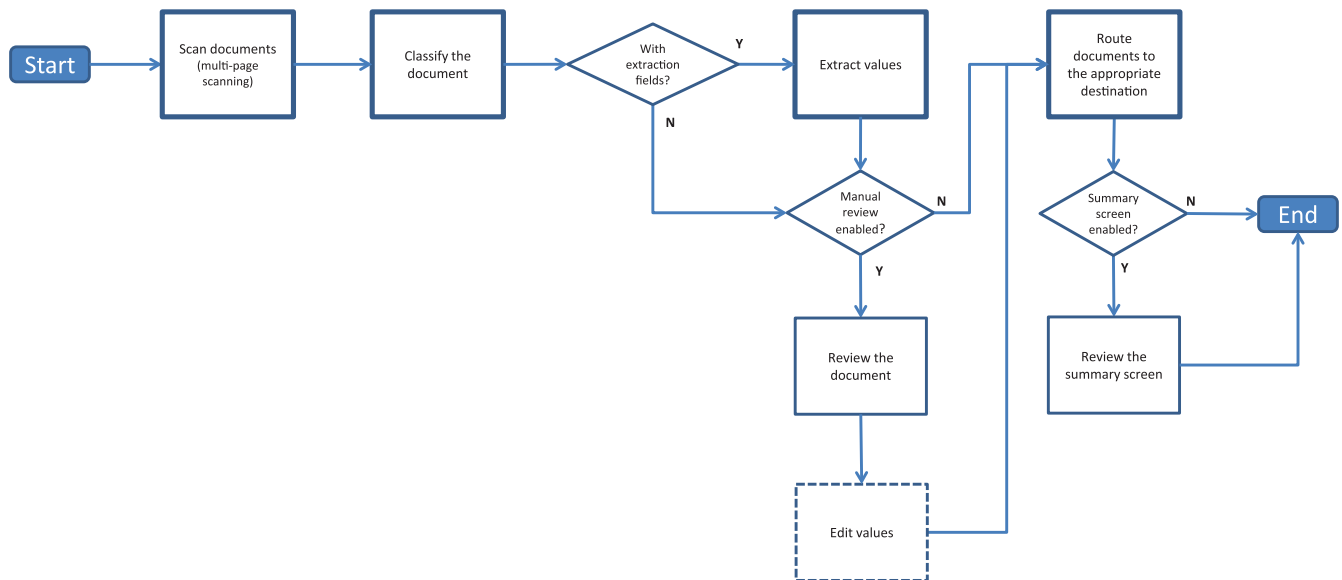 Start
Scan documents
(multi-page
scanning)
Classify the
document
With
extraction
fields?
Y
N
Extract values
Manual
review
enabled?
N
Y
Review the
document
Edit values
Route
documents to
the appropriate
destination
Summary
screen
enabled?
N
Y
Review the
summary screen
End